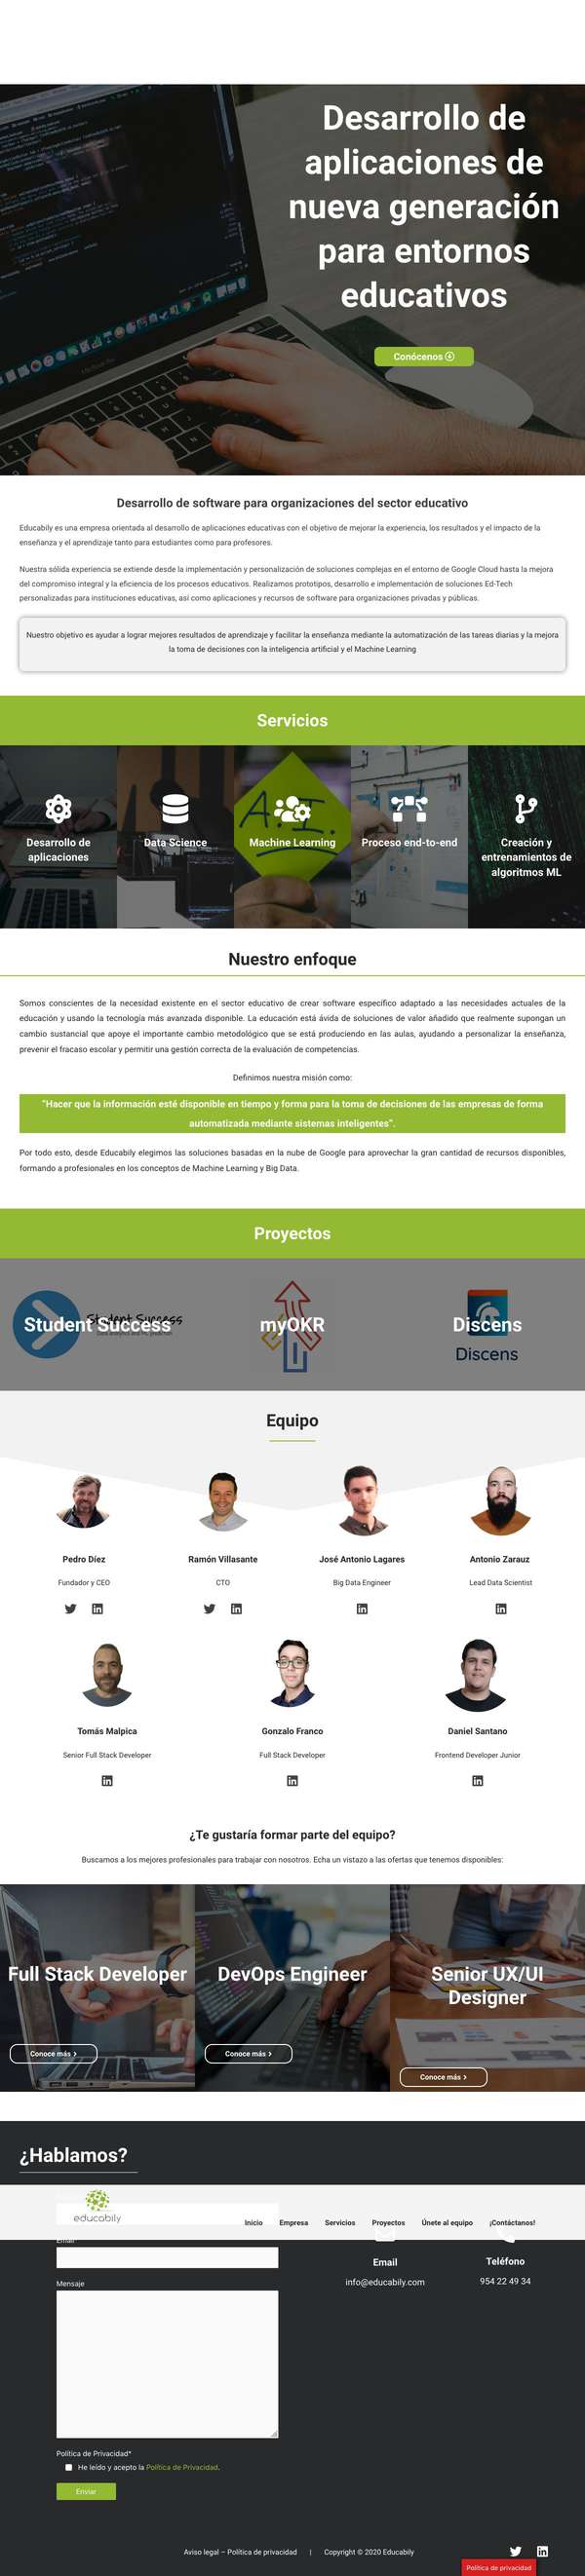 Desarrollo de
aplicaciones de
nueva generación
para entornos
educativos
Conócenos
Desarrollo de software para organizaciones del sector educativo
Educabily es una empresa orientada al desarrollo de aplicaciones educativas con el objetivo de mejorar la experiencia, los resultados y el impacto de la
enseñanza y el aprendizaje tanto para estudiantes como para profesores.
Nuestra sólida experiencia se extiende desde la implementación y personalización de soluciones complejas en el entorno de Google Cloud hasta la mejora
del compromiso integral y la eficiencia de los procesos educativos. Realizamos prototipos, desarrollo e implementación de soluciones Ed-Tech
personalizadas para instituciones educativas, así como aplicaciones y recursos de software para organizaciones privadas y públicas.
Nuestro objetivo es ayudar a lograr mejores resultados de aprendizaje y facilitar la enseñanza mediante la automatización de las tareas diarias y la mejora
la toma de decisiones con la inteligencia artificial y el Machine Learning
Servicios
A.I.
Desarrollo de
aplicaciones
Data Science
Machine Learning
Proceso end-to-end
Creación y
entrenamientos de
algoritmos ML
Nuestro enfoque
Somos conscientes de la necesidad existente en el sector educativo de crear software específico adaptado a las necesidades actuales de la
educación y usando la tecnología más avanzada disponible. La educación está ávida de soluciones de valor añadido que realmente supongan un
cambio sustancial que apoye el importante cambio metodológico que se está produciendo en las aulas, ayudando a personalizar la enseñanza,
prevenir el fracaso escolar y permitir una gestión correcta de la evaluación de competencias.
Definimos nuestra misión como:
"Hacer que la información esté disponible en tiempo y forma para la toma de decisiones de las empresas de forma
automatizada mediante sistemas inteligentes".
Por todo esto, desde Educabily elegimos las soluciones basadas en la nube de Google para aprovechar la gran cantidad de recursos disponibles,
formando a profesionales en los conceptos de Machine Learning y Big Data.
Proyectos
Student Success
Student Success
myOKR
Discens
Discens
Equipo
Pedro Díez
Ramón Villasante
José Antonio Lagares
Antonio Zarauz
Fundador y CEO
CTO
Big Data Engineer
Lead Data Scientist
Tomás Malpica
Gonzalo Franco
Daniel Santano
Senior Full Stack Developer
Full Stack Developer
Frontend Developer Junior
¿Te gustaría formar parte del equipo?
Buscamos a los mejores profesionales para trabajar con nosotros. Echa un vistazo a las ofertas que tenemos disponibles:
Full Stack Developer
DevOps Engineer
Senior UX/UI
Designer
Conoce más
Conoce más
Conoce más
¿Hablamos?
educabily
Inicio
Empresa
Servicios
Proyectos
Únete al equipo
¡Contáctanos!
Email
Email
Teléfono
info@educabily.com
954 22 49 34
Mensaje
Política de Privacidad*
He leído y acepto la Política de Privacidad.
Enviar
Aviso legal – Política de privacidad | Copyright © 2020 Educabily
Política de privacidad